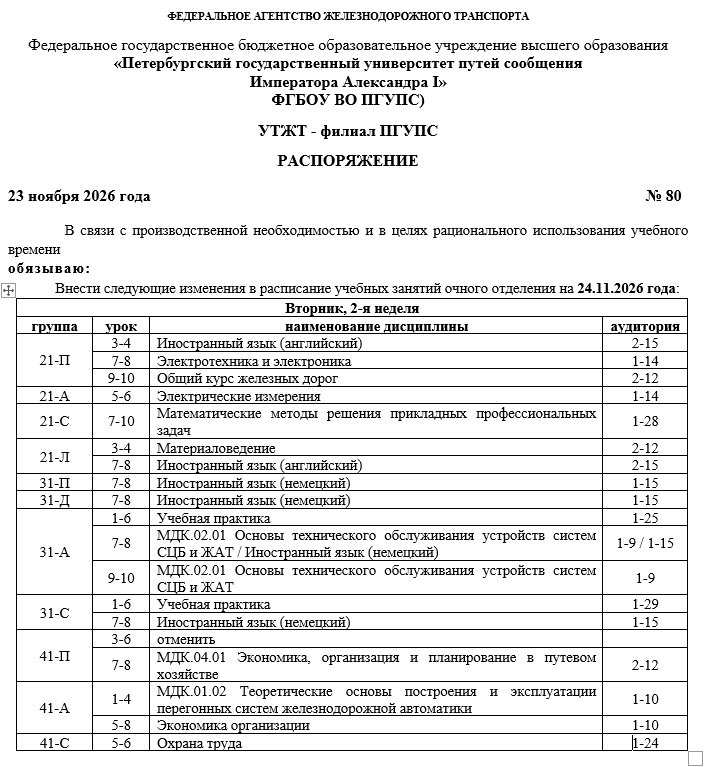 ФЕДЕРАЛЬНОЕ АГЕНТСТВО ЖЕЛЕЗНОДОРОЖНОГО ТРАНСПОРТА
Федеральное государственное бюджетное образовательное учреждение высшего образования
«Петербургский государственный университет путей сообщения
Императора Александра I»
ФГБОУ ВО ПГУПС)
УТЖТ - филиал ПГУПС
РАСПОРЯЖЕНИЕ
23 ноября 2026 года № 80
В связи с производственной необходимостью и в целях рационального использования учебного
времени
обязываю:
Внести следующие изменения в расписание учебных занятий очного отделения на 24.11.2026 года:
Вторник, 2-я неделя
группа урок наименование дисциплины аудитория
21-П 3-4 Иностранный язык (английский) 2-15
7-8 Электротехника и электроника 1-14
9-10 Общий курс железных дорог 2-12
21-А 5-6 Электрические измерения 1-14
21-С 7-10 Математические методы решения прикладных профессиональных
задач 1-28
21-Л 3-4 Материаловедение 2-12
7-8 Иностранный язык (английский) 2-15
31-П 7-8 Иностранный язык (немецкий) 1-15
31-Д 7-8 Иностранный язык (немецкий) 1-15
31-А 1-6 Учебная практика 1-25
7-8 МДК.02.01 Основы технического обслуживания устройств систем
СЦБ и ЖАТ / Иностранный язык (немецкий) 1-9 / 1-15
9-10 МДК.02.01 Основы технического обслуживания устройств систем
СЦБ и ЖАТ 1-9
31-С 1-6 Учебная практика 1-29
7-8 Иностранный язык (немецкий) 1-15
41-П 3-6 отменить
7-8 МДК.04.01 Экономика, организация и планирование в путевом
хозяйстве 2-12
41-А 1-4 МДК.01.02 Теоретические основы построения и эксплуатации
перегонных систем железнодорожной автоматики 1-10
5-8 Экономика организации 1-10
41-С 5-6 Охрана труда 1-24